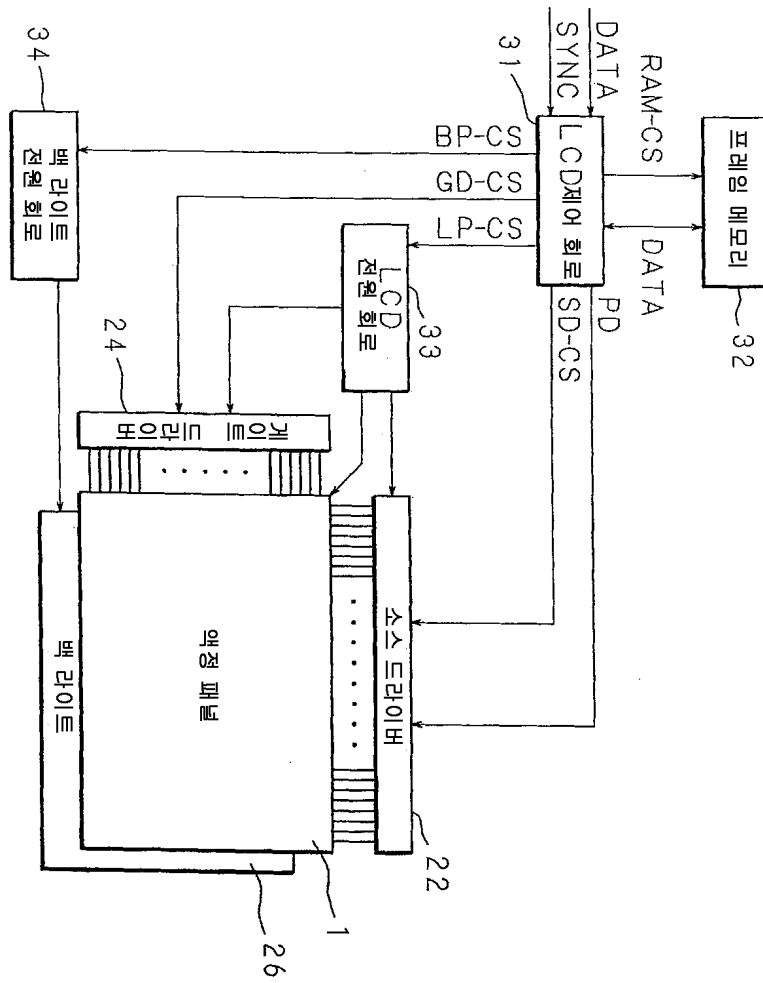 프레임 메모리
32
RAM-CS
DATA
DATA
SYNC
31
LCD제어 회로
PD
SD-CS
BP-CS
GD-CS
LP-CS
LCD
전원 회로
33
34
백 라이트
전원 회로
24
게이트 드라이버
소스 드라이버
22
액정 패널
1
백 라이트
26